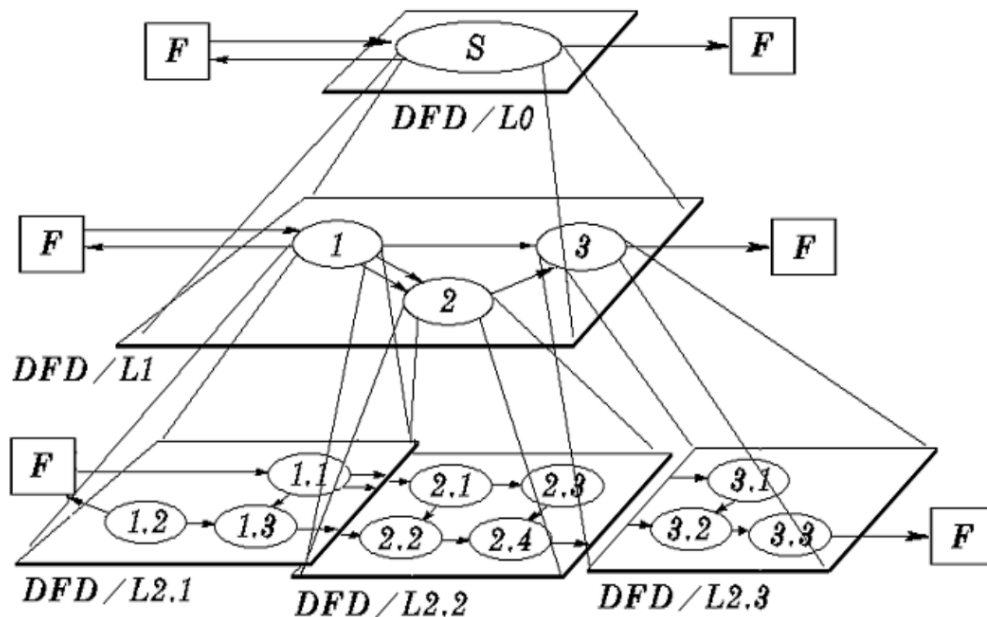 F
S
F
DFD/L0
F
1
3
F
2
DFD/L1
F
1.1
2.1
2.3
3.1
1.2
1.3
2.2
2.4
3.2
3.3
F
DFD/L2.1
DFD/L2.2
DFD/L2.3